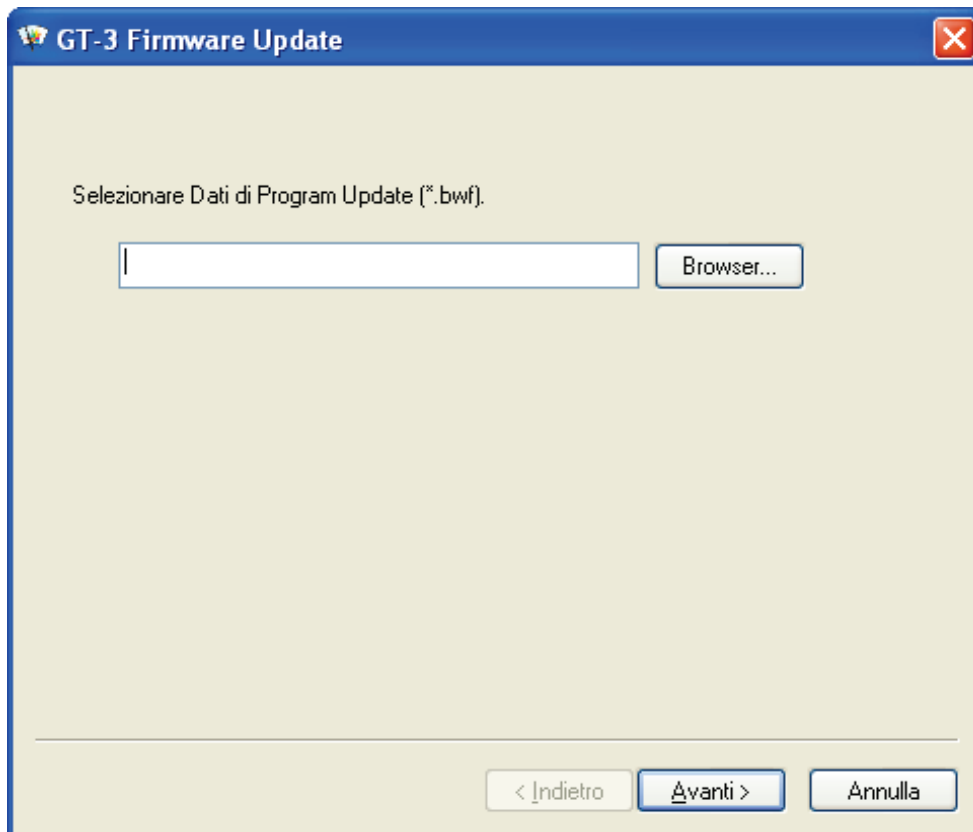 GT-3 Firmware Update
Selezionare Dati di Program Update (*.bwf).
Browser...
< Indietro
Avanti >
Annulla